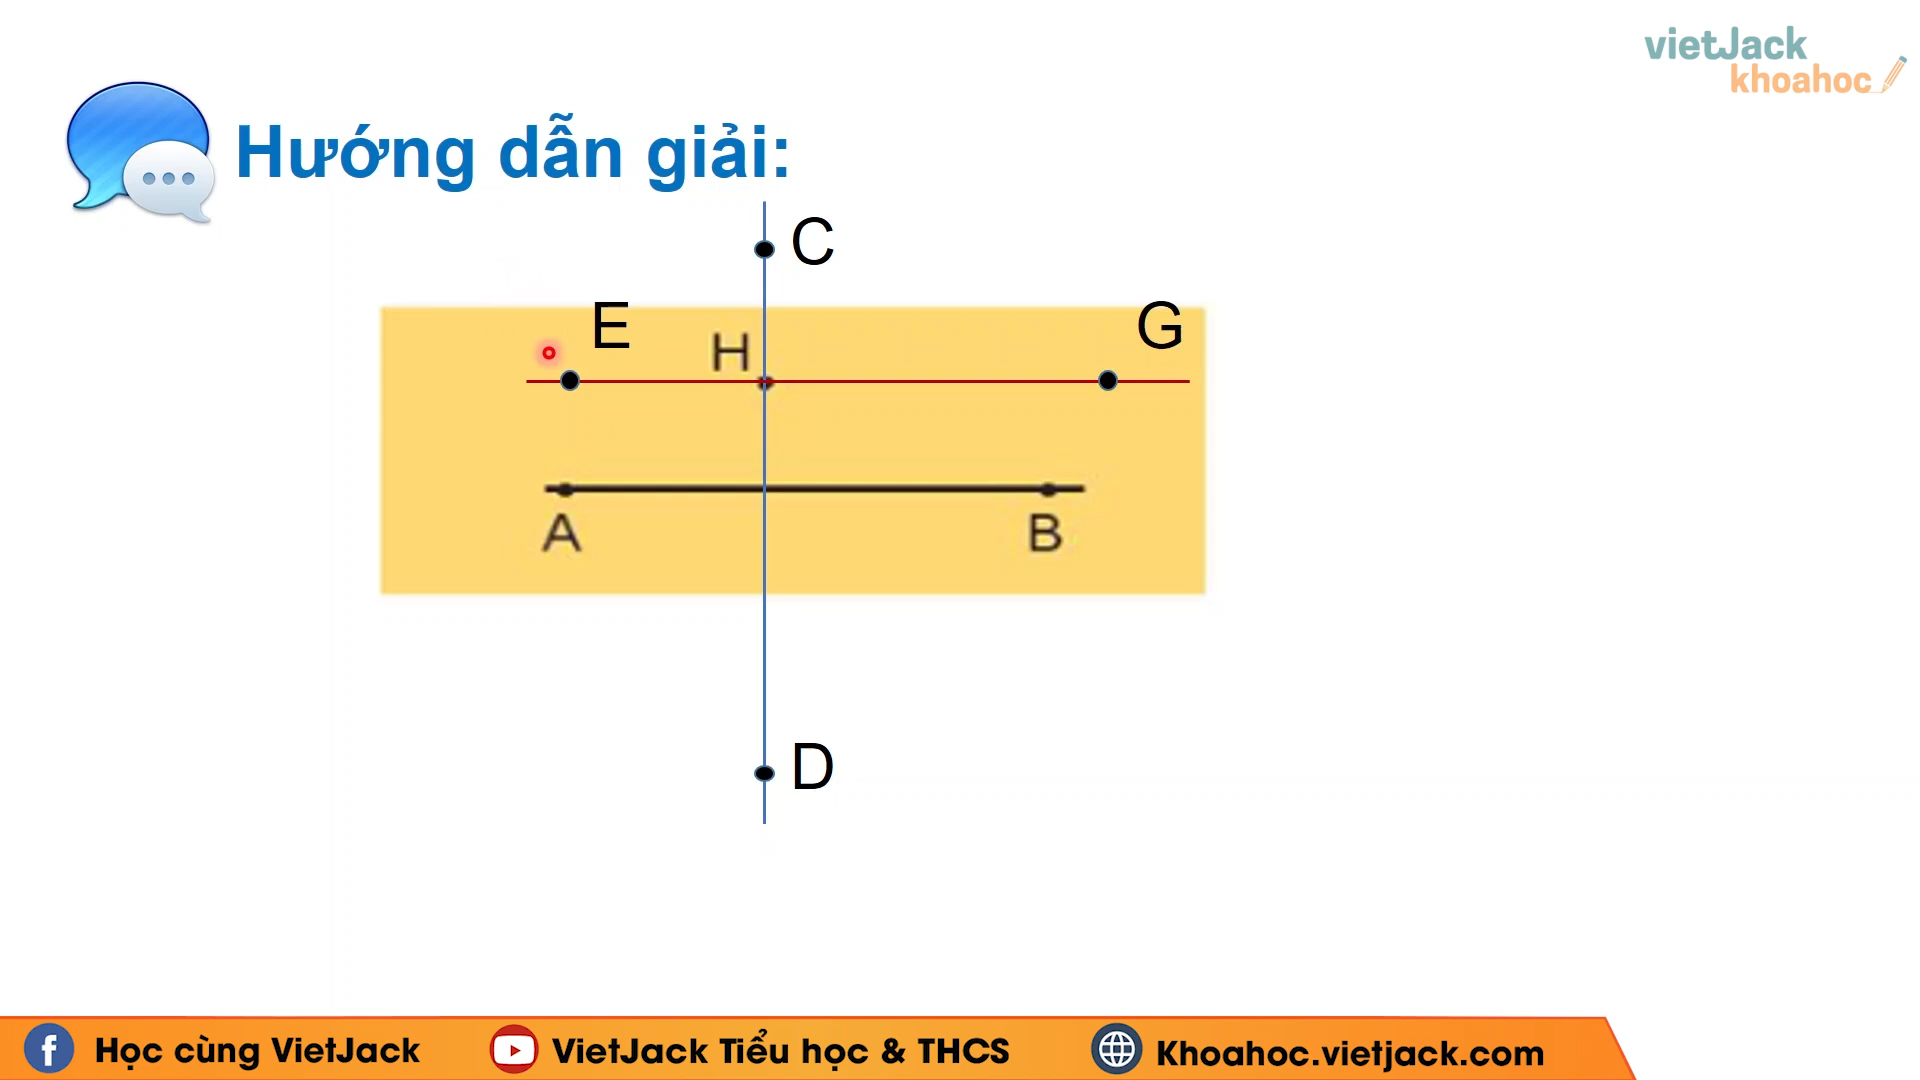 vietJack
khoahoc
Hướng dẫn giải:
C
E
H
G
A
B
D
Học cùng VietJack
VietJack Tiểu học & THCS
Khoahoc.vietjack.com